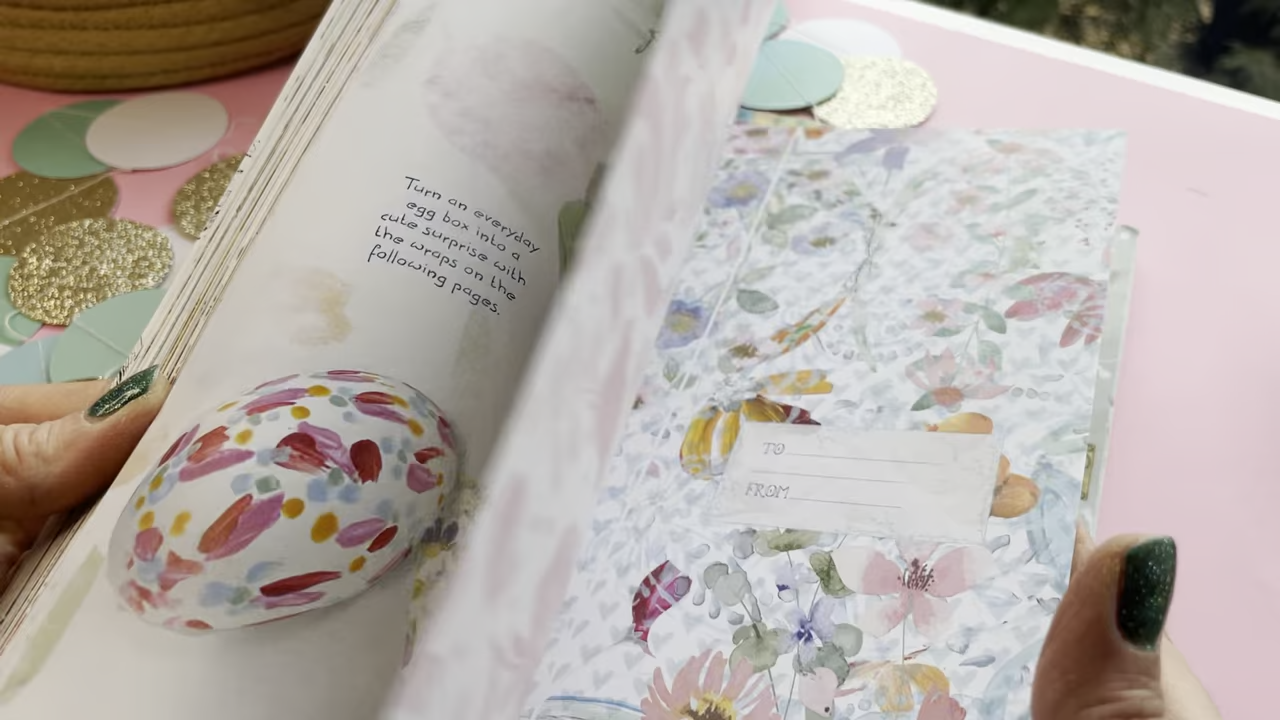 Turn an everyday
egg box into a
cute surprise with
the wraps on the
following pages.
TO
FROM